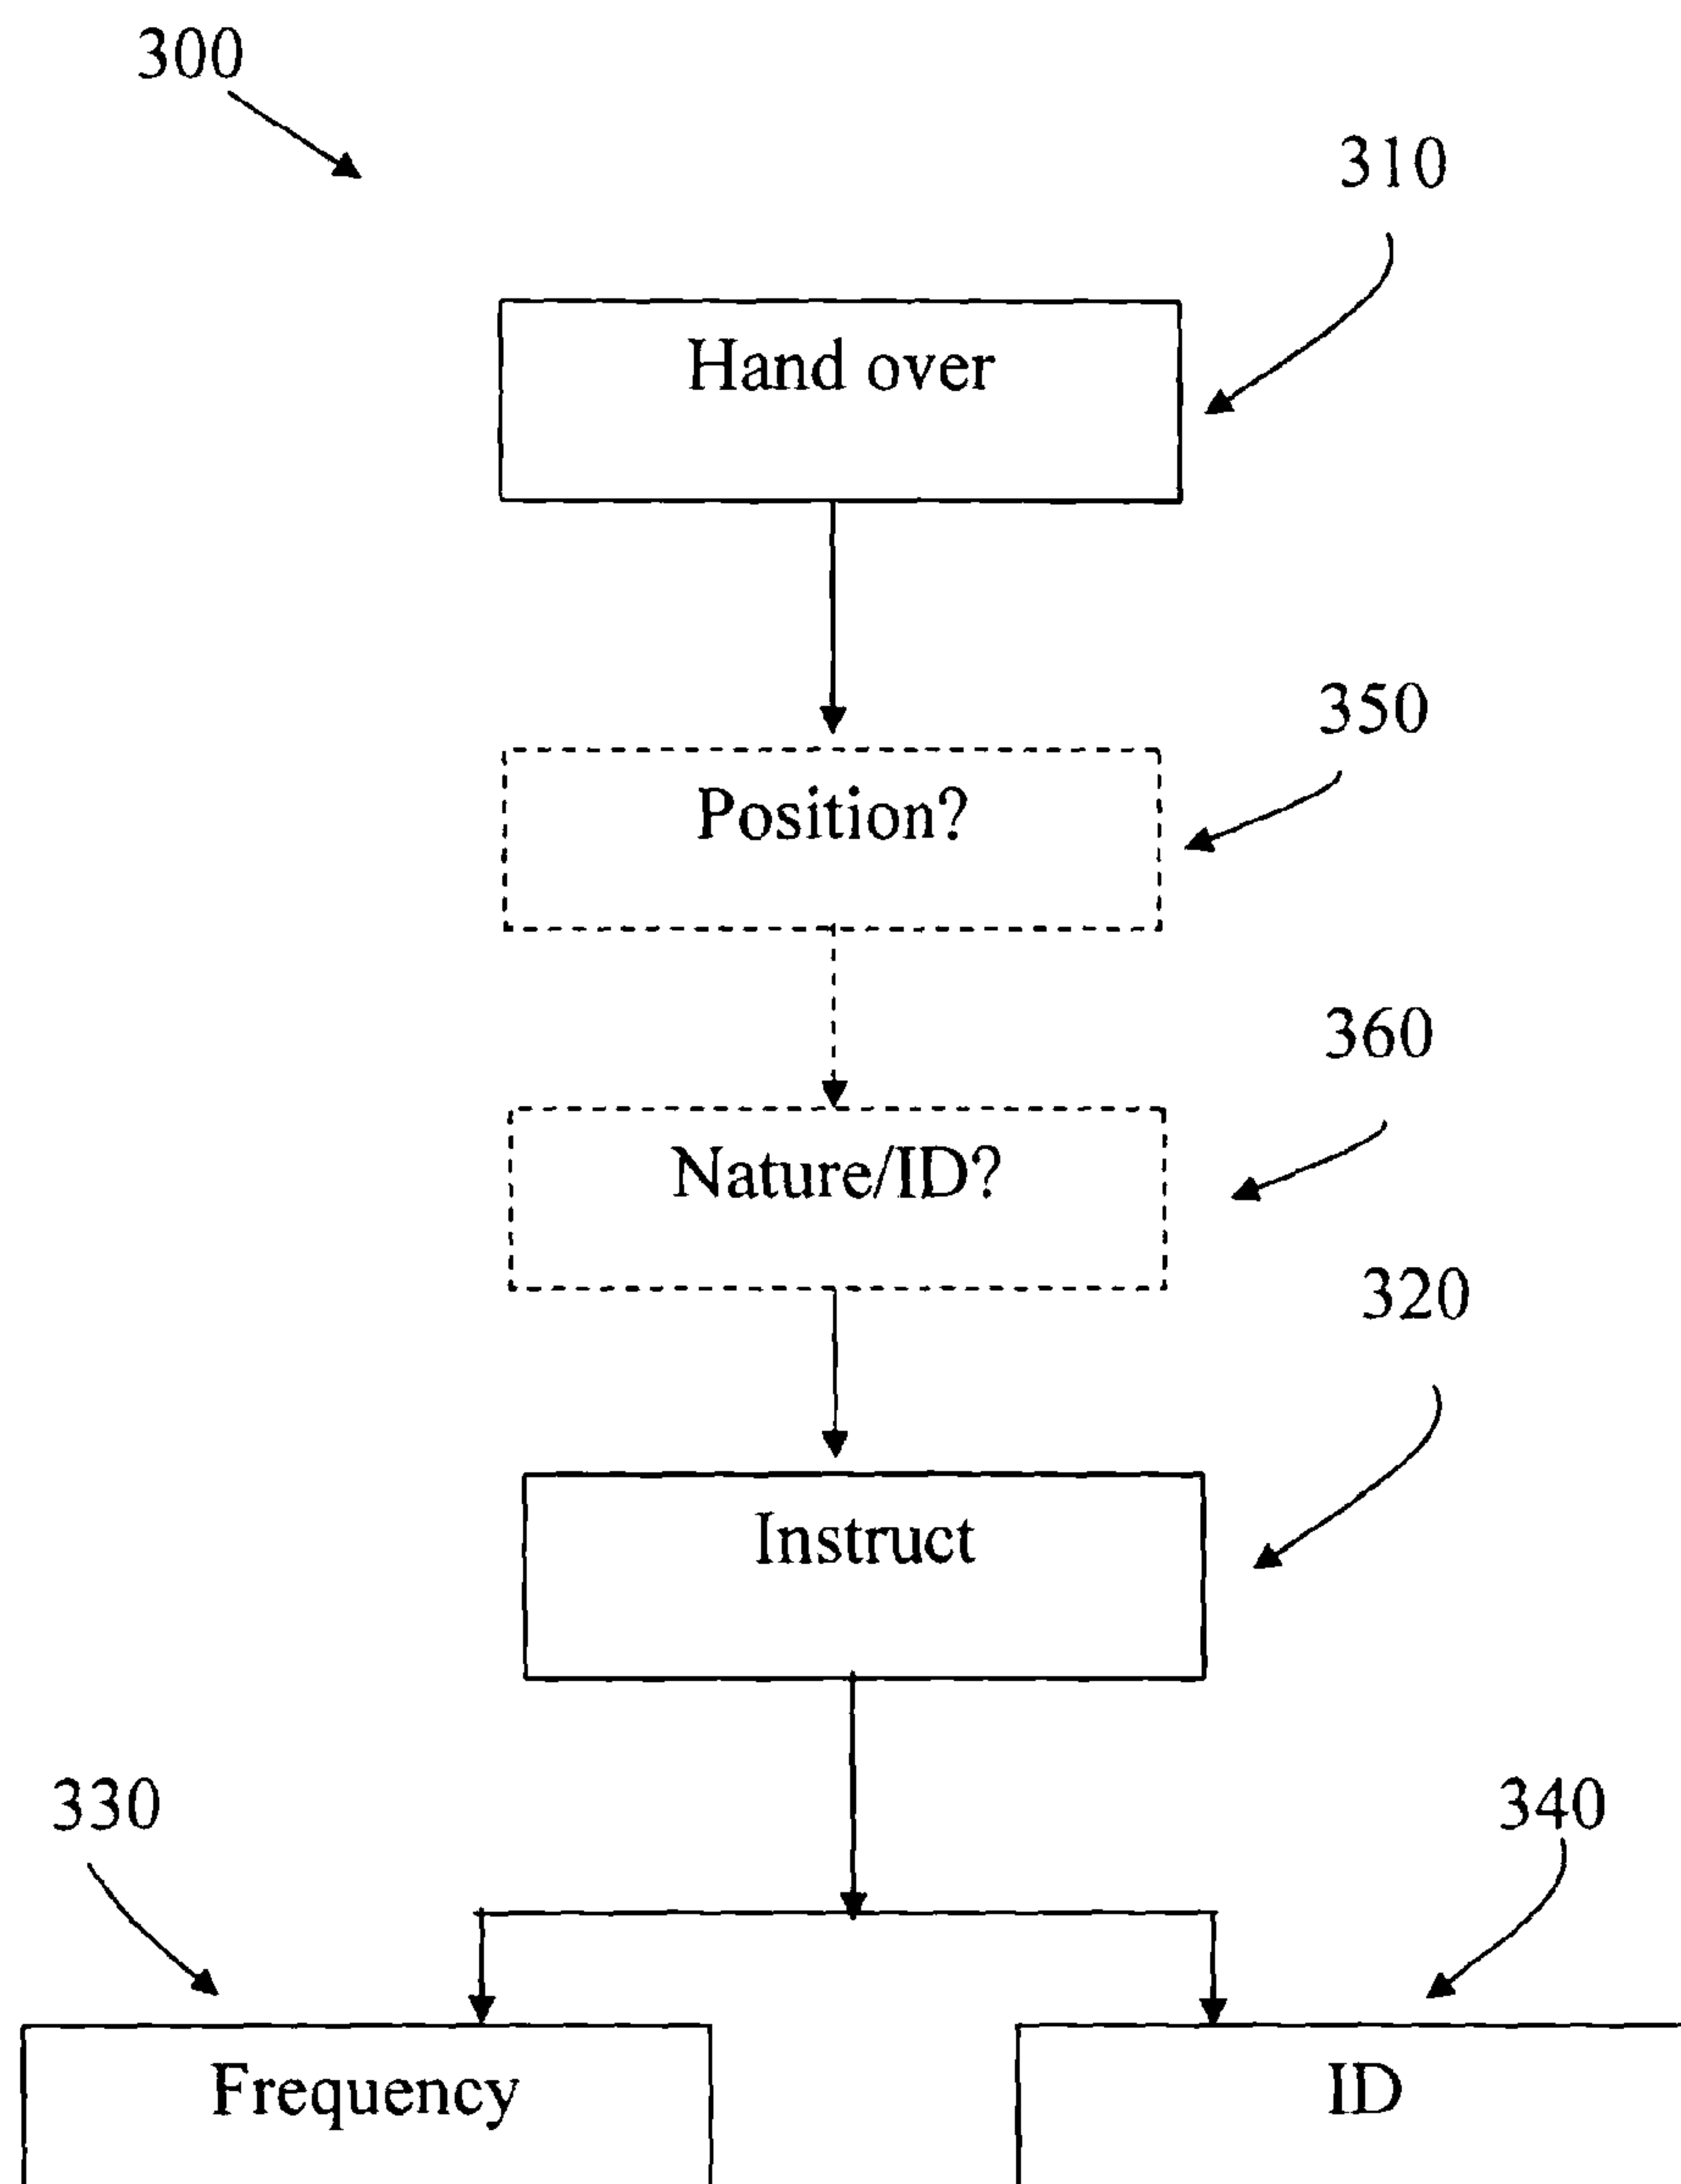 300
310
Hand over
350
Position?
360
Nature/ID?
320
Instruct
330
340
Frequency
ID